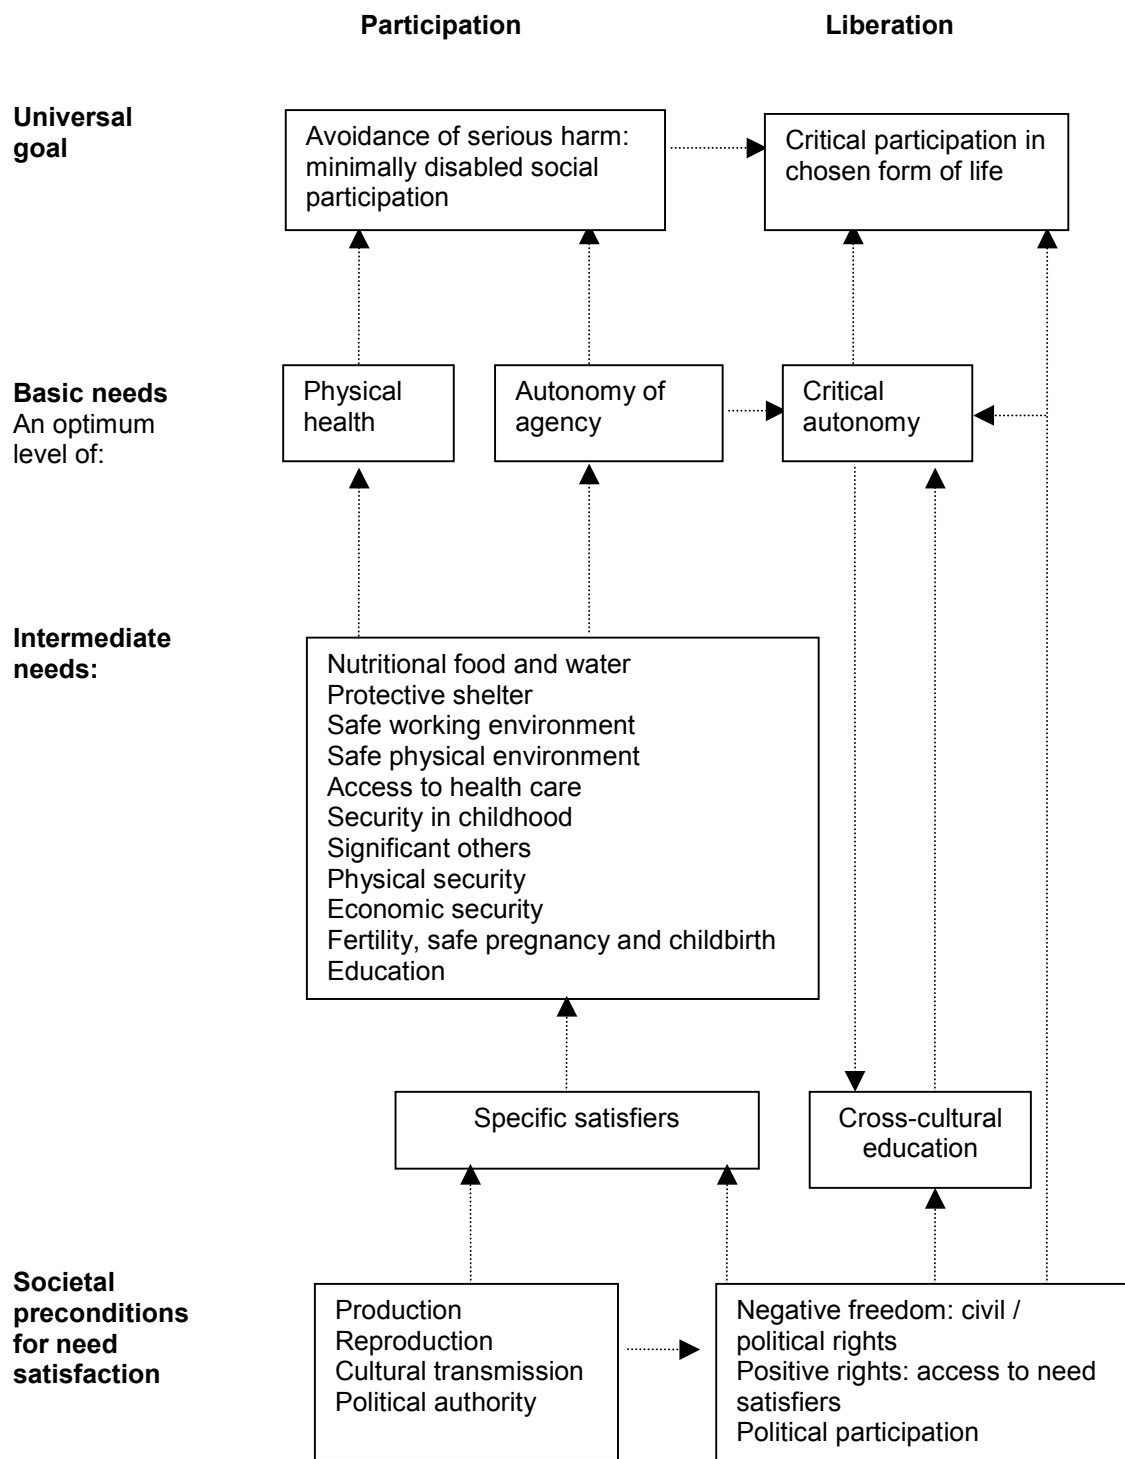 Participation
Liberation
Universal
goal
Avoidance of serious harm:
minimally disabled social
participation
Critical participation in
chosen form of life
Basic needs
An optimum
level of:
Physical
health
Autonomy of
agency
Critical
autonomy
Intermediate
needs:
Nutritional food and water
Protective shelter
Safe working environment
Safe physical environment
Access to health care
Security in childhood
Significant others
Physical security
Economic security
Fertility, safe pregnancy and childbirth
Education
Specific satisfiers
Cross-cultural
education
Societal
preconditions
for need
satisfaction
Production
Reproduction
Cultural transmission
Political authority
Negative freedom: civil /
political rights
Positive rights: access to need
satisfiers
Political participation